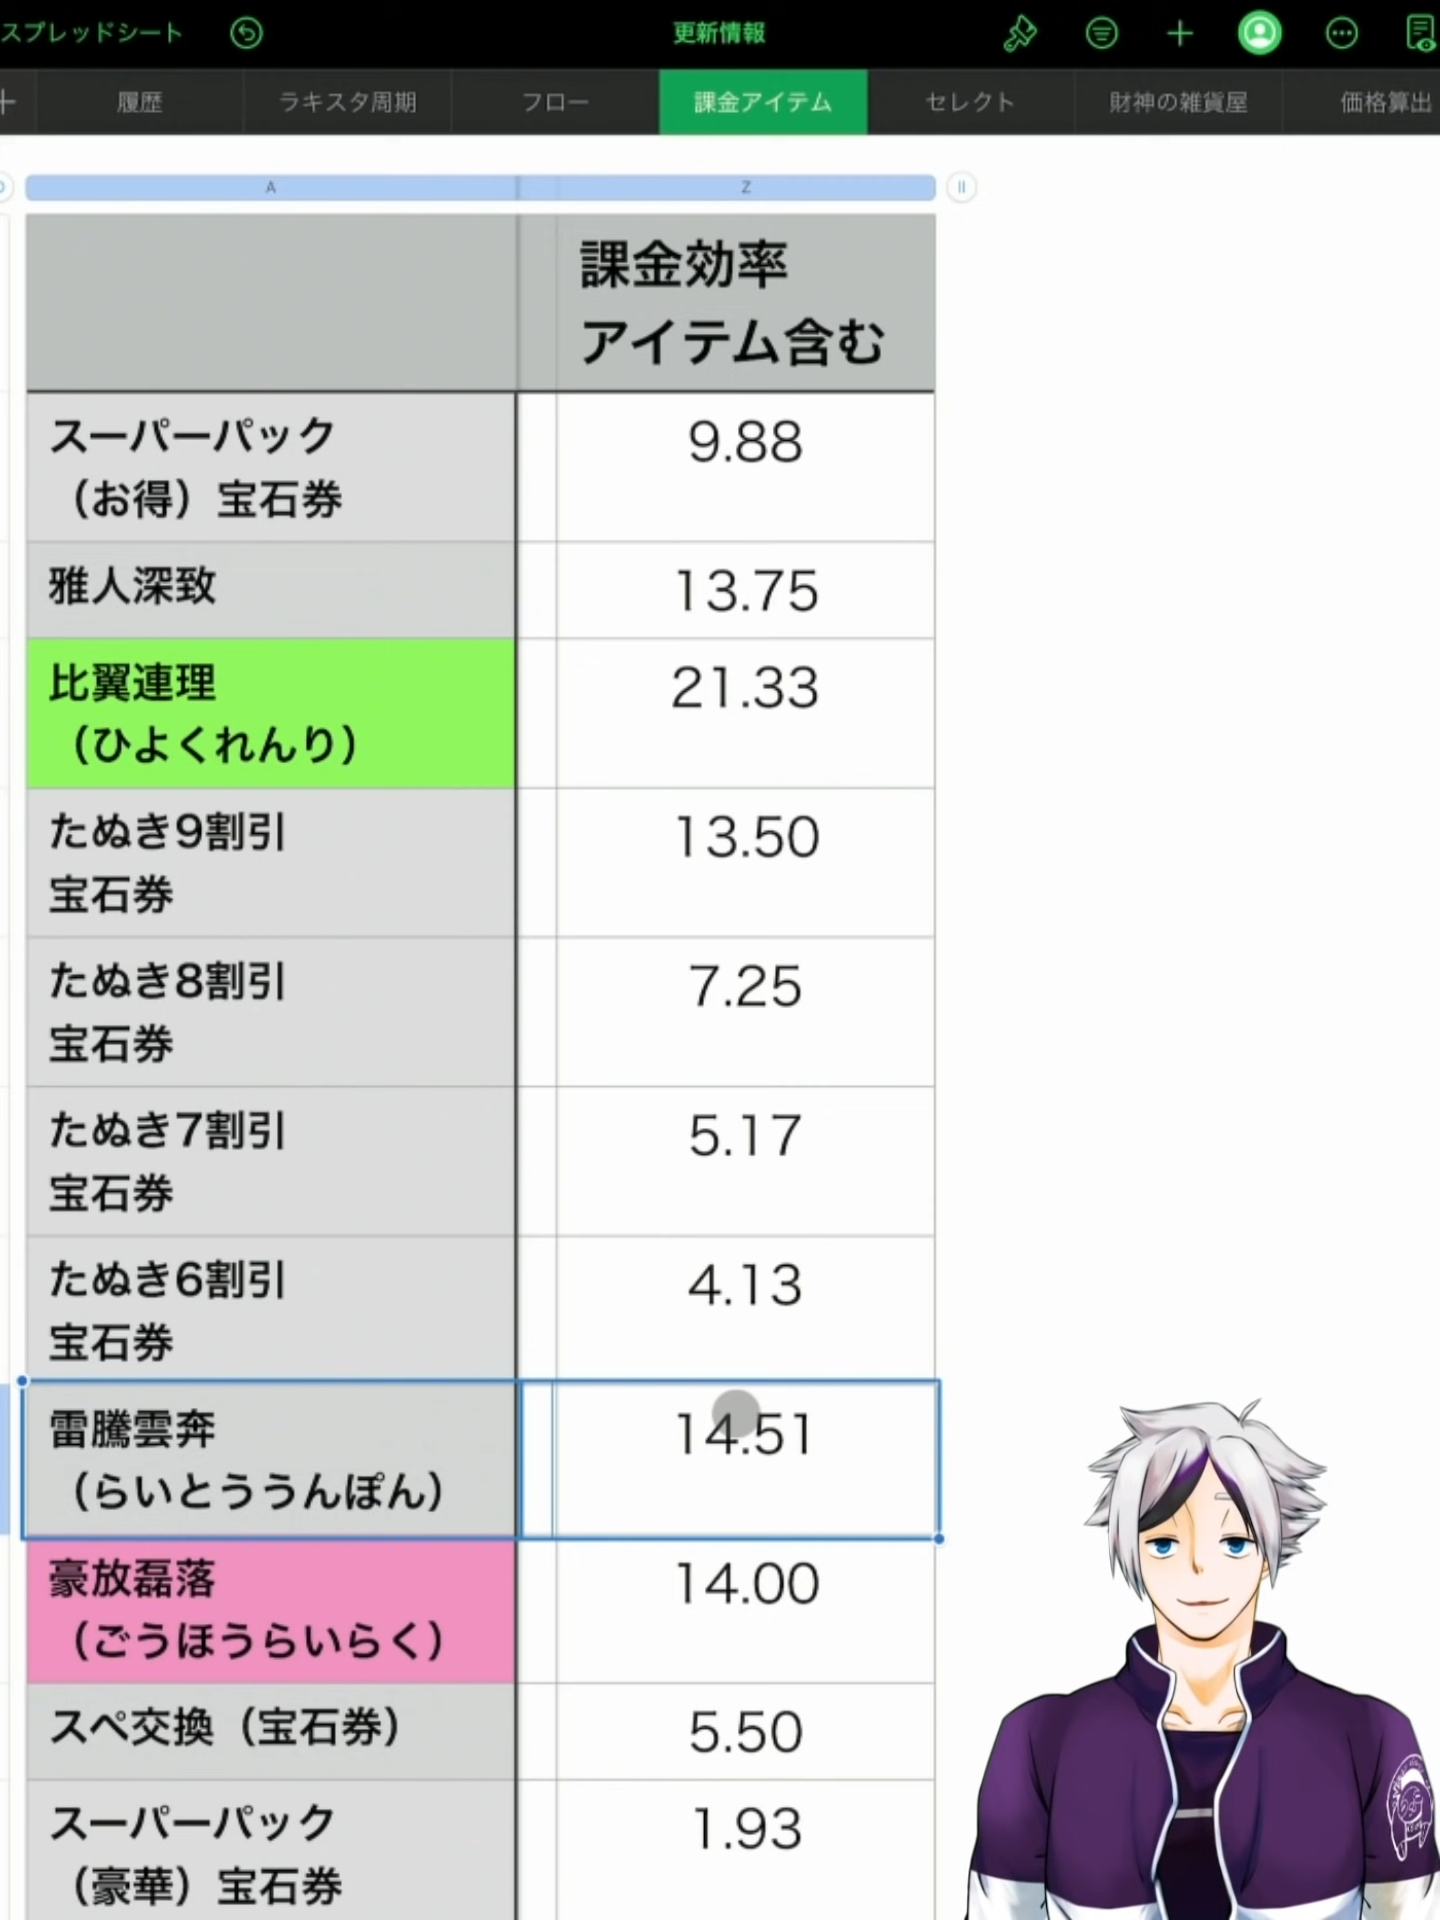 スプレッドシート
更新情報
履歴
ラキスタ周期
フロー
課金アイテム
セレクト
財神の雑貨屋
価格算出
A
Z
課金効率
アイテム含む
スーパーパック
（お得）宝石券
9.88
雅人深致
13.75
比翼連理
（ひよくれんり）
21.33
たぬき9割引
宝石券
13.50
たぬき8割引
宝石券
7.25
たぬき7割引
宝石券
5.17
たぬき6割引
宝石券
4.13
雷騰雲奔
（らいとううんぽん）
14.51
豪放磊落
（ごうほうらいらく）
14.00
スペ交換（宝石券）
5.50
スーパーパック
（豪華）宝石券
1.93